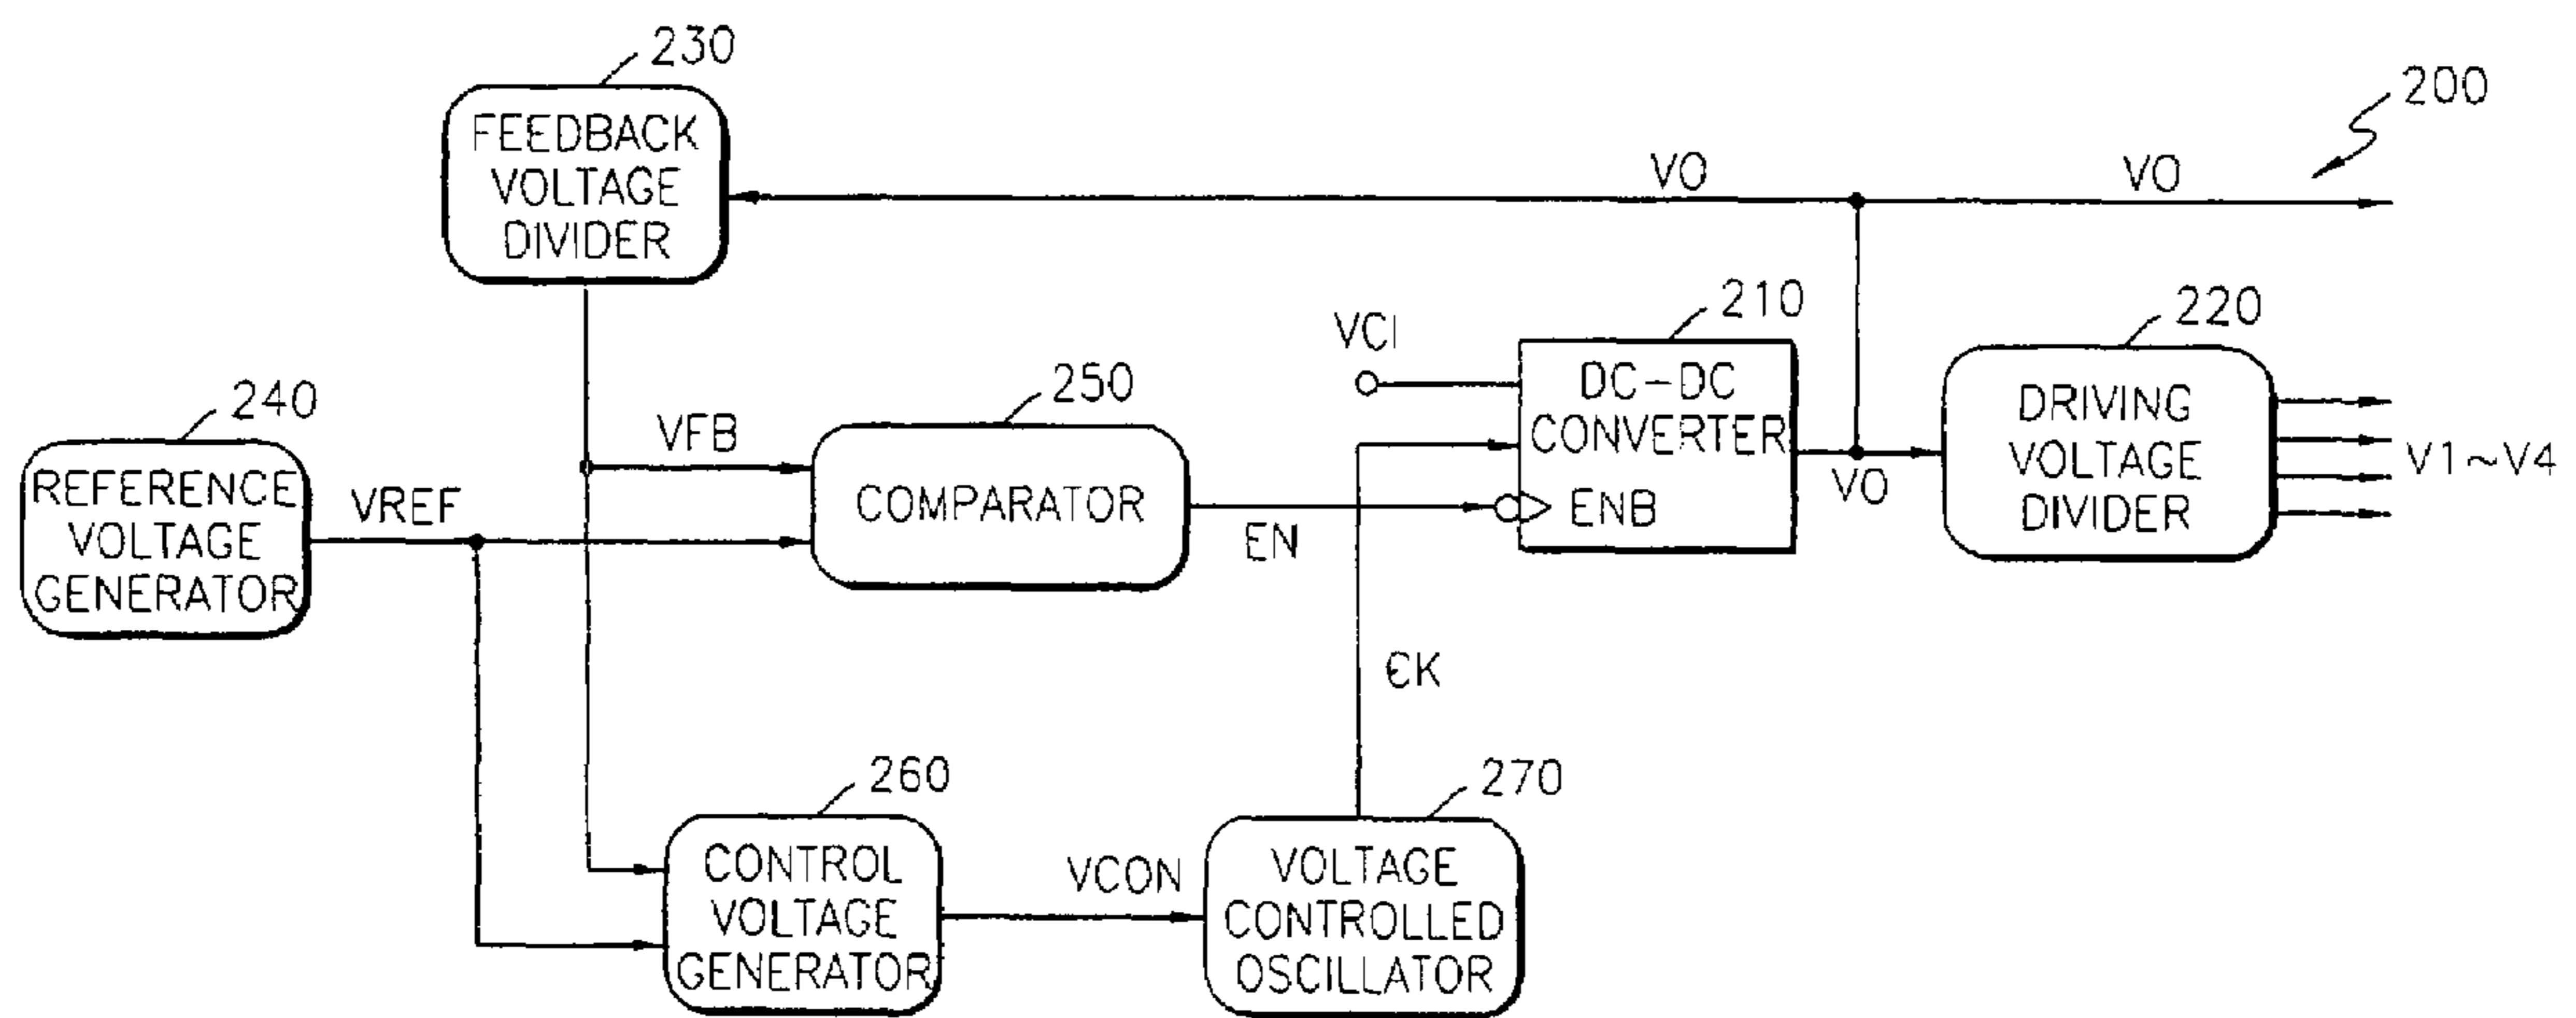 230
200
FEEDBACK
VOLTAGE
DIVIDER
VO
VO
210
220
VCI
DC-DC
CONVERTER
ENB
VO
DRIVING
VOLTAGE
DIVIDER
V1~V4
240
REFERENCE
VOLTAGE
GENERATOR
VREF
VFB
250
COMPARATOR
EN
CK
260
CONTROL
VOLTAGE
GENERATOR
VCON
270
VOLTAGE
CONTROLLED
OSCILLATOR